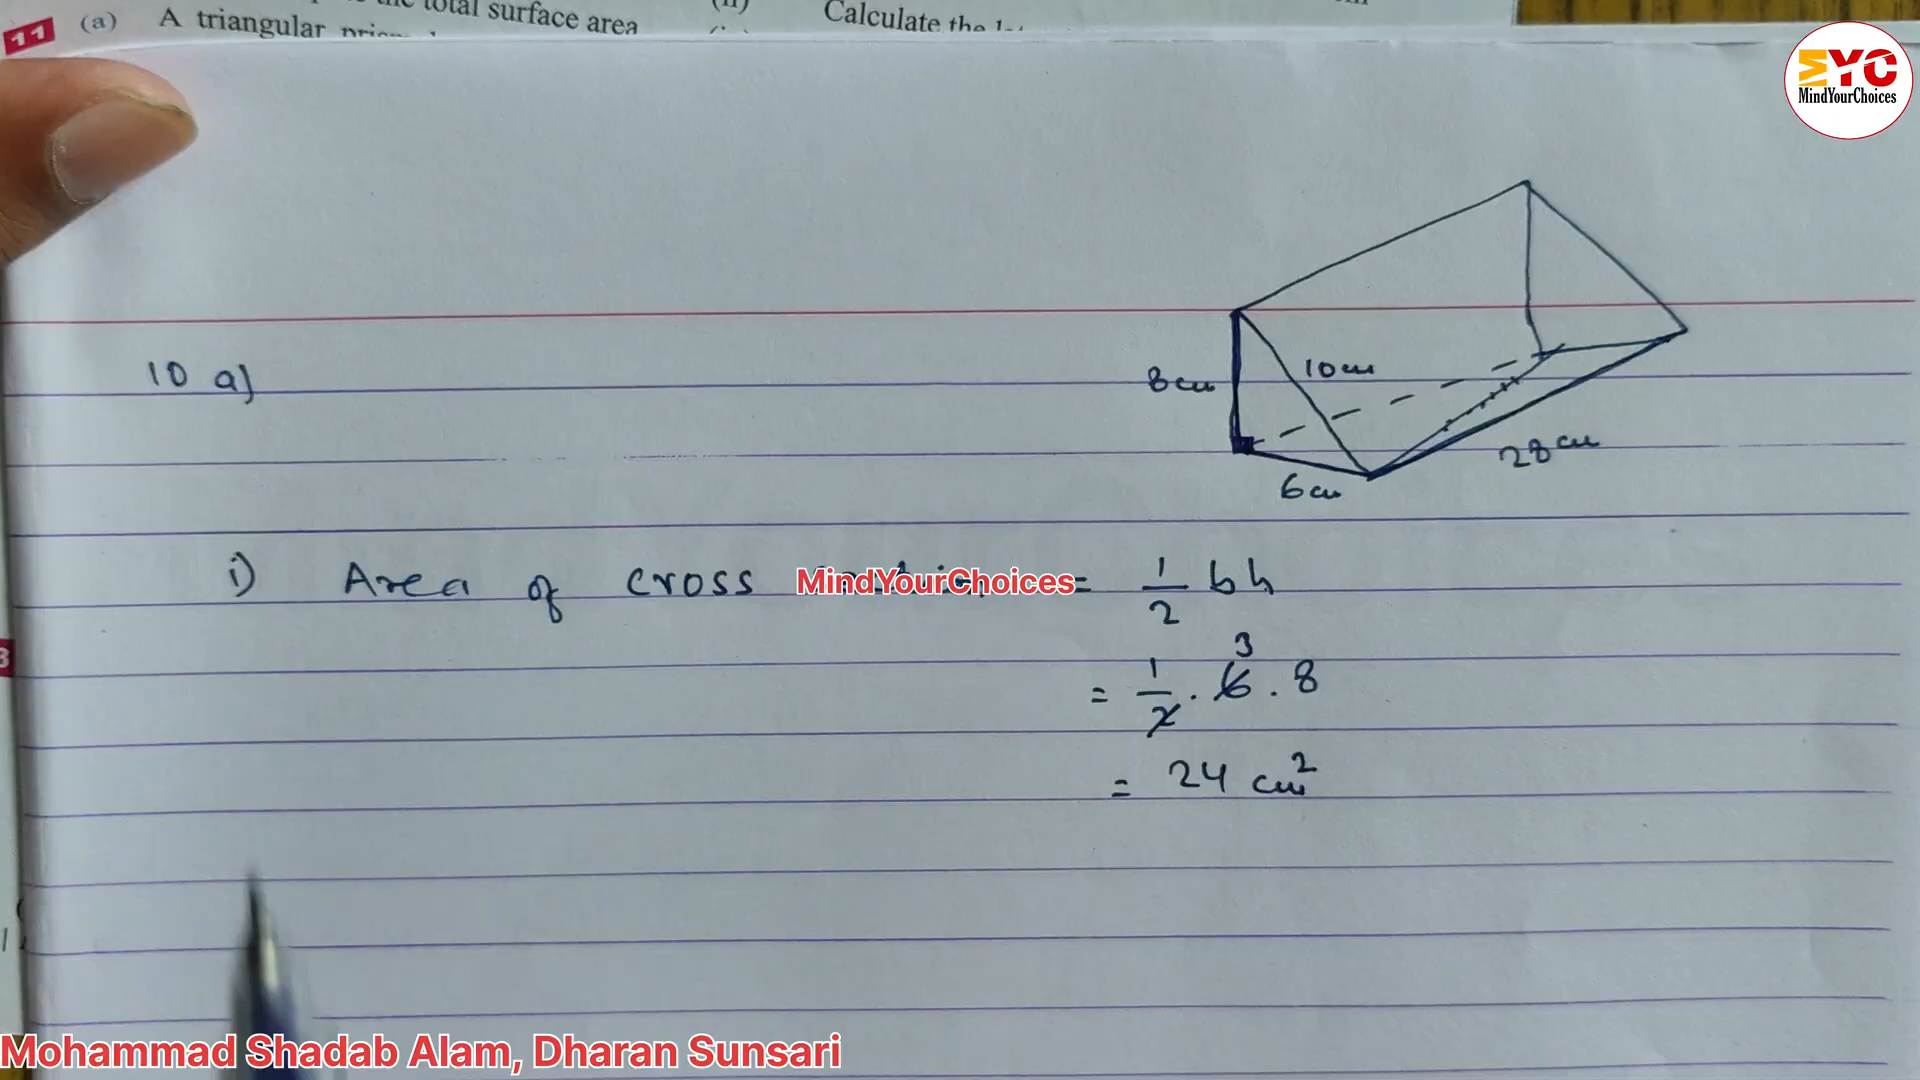 total surface area
Calculate the
11 (a) A triangular
MYC
MindYourChoices
10 a)
8cm
10cm
28cm
6cm
i) Area of cross = 1/2 bh
MindYourChoices
3
= 1/2 . 6 . 8
= 24 cm²
Mohammad Shadab Alam, Dharan Sunsari